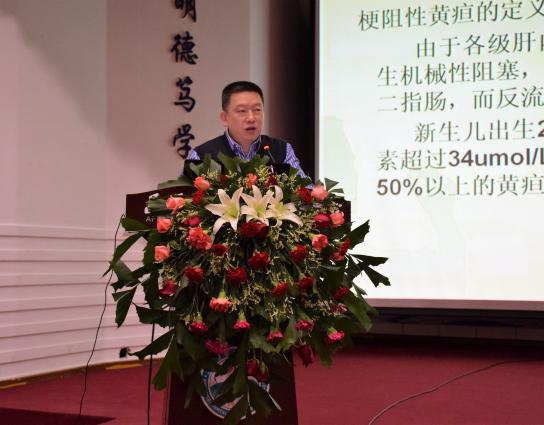 明德笃学
梗阻性黄疸的定义
由于各级肝内
生机械性阻塞，
二指肠，而反流
新生儿出生2
素超过34umol/L
50%以上的黄疸